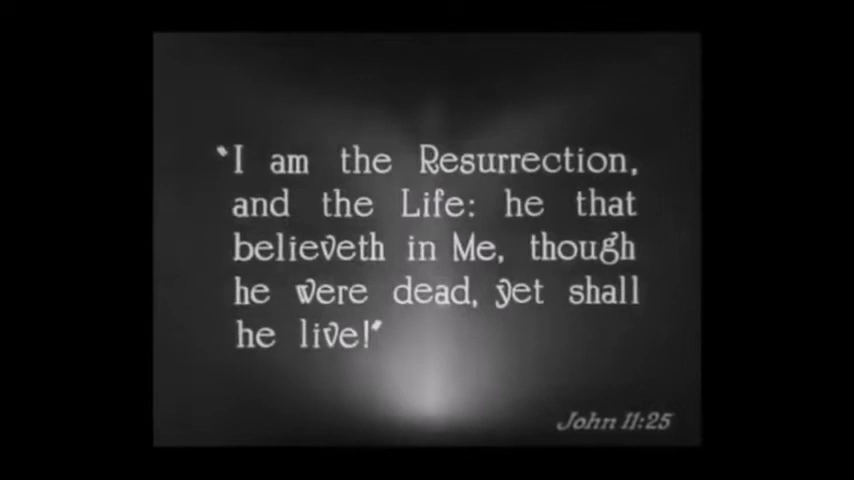 "I am the Resurrection,
and the Life: he that
believeth in Me, though
he were dead, yet shall
he live!"
John 11:25